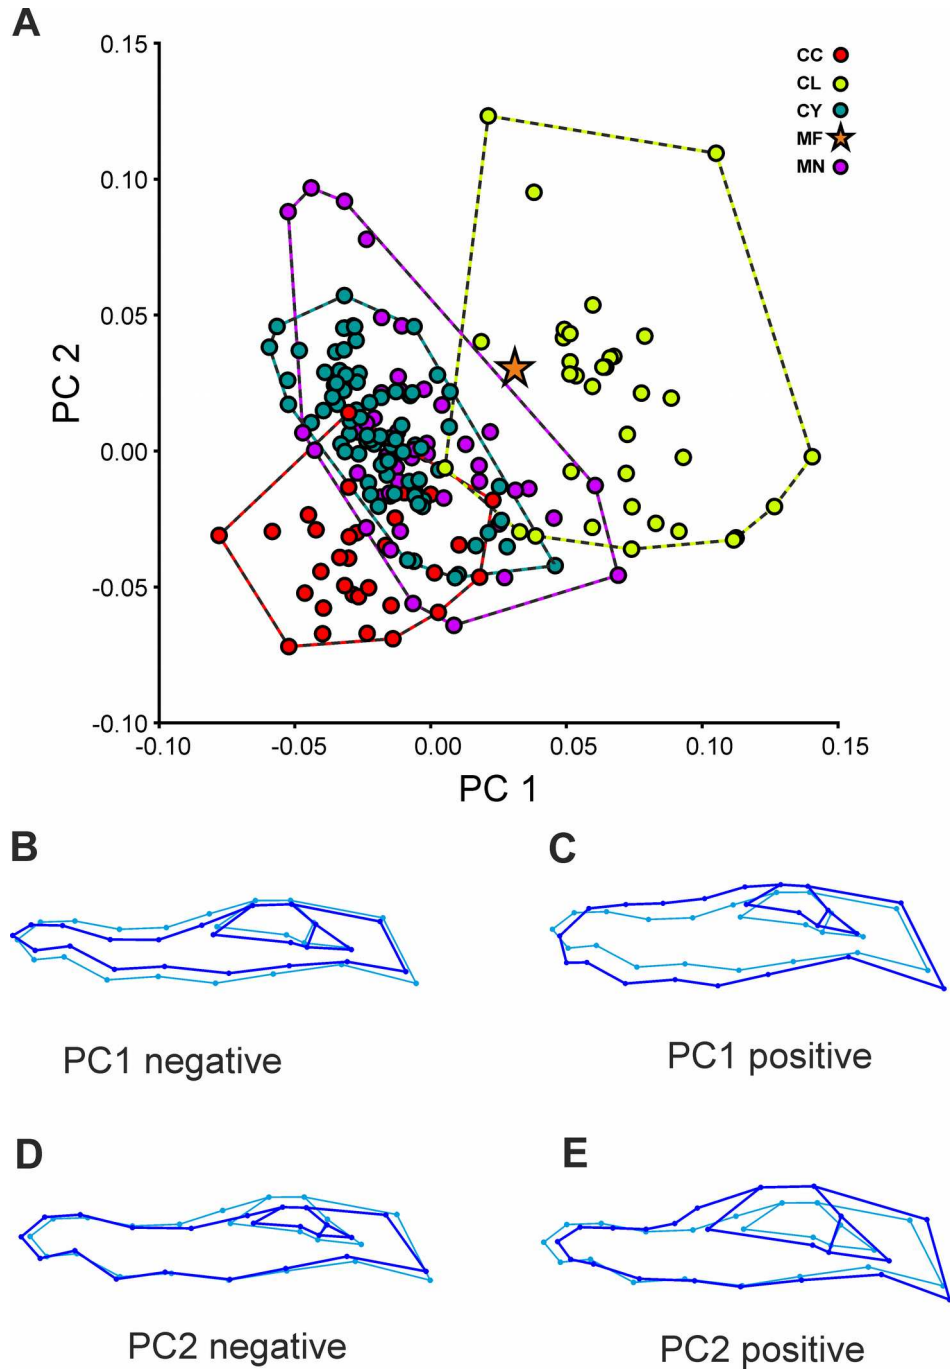 A
0.15
0.10
0.05
0.00
-0.05
-0.10
PC 2
CC
CL
CY
MF
MN
-0.10 -0.05 0.00 0.05 0.10 0.15
PC 1
B
C
PC1 negative
PC1 positive
D
E
PC2 negative
PC2 positive